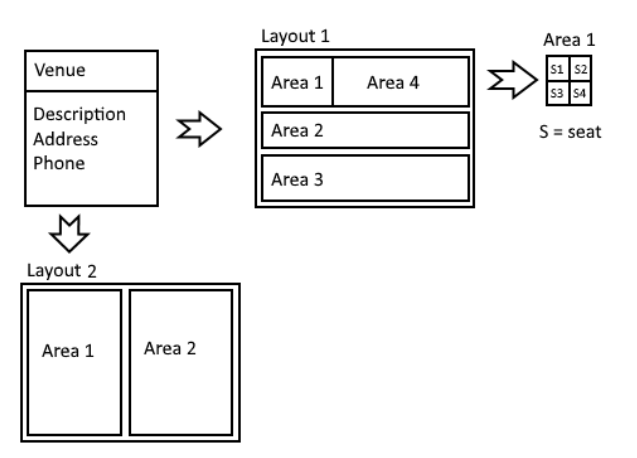 Venue
Description
Address
Phone
Layout 1
Area 1
Area 4
Area 2
Area 3
Area 1
S1 S2
S3 S4
S = seat
Layout 2
Area 1
Area 2